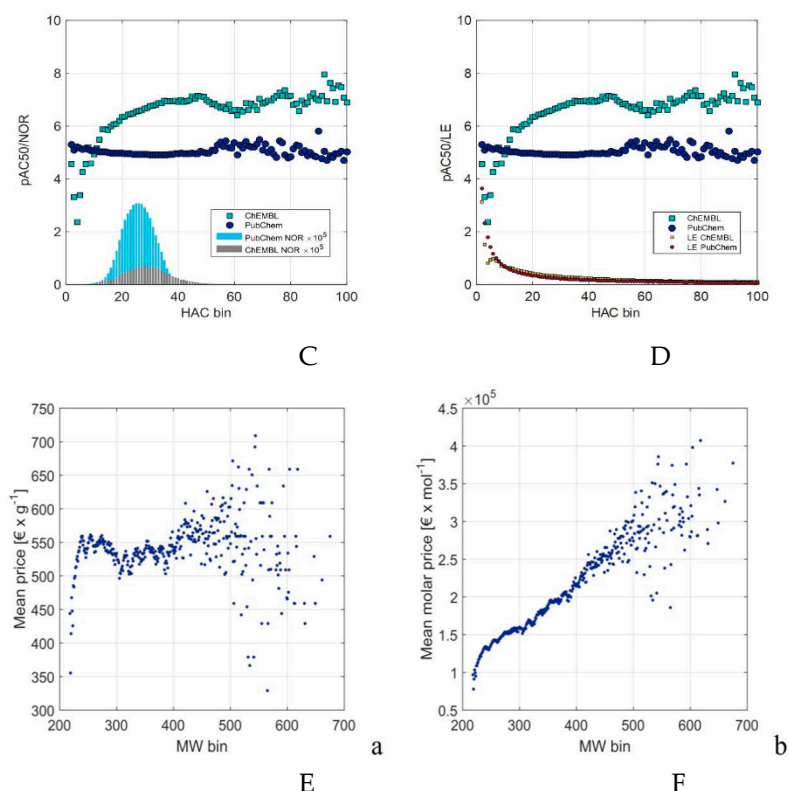 10
8
6
4
2
0
pAC50/NOR
ChEMBL
PubChem
PubChem NOR × 10⁵
ChEMBL NOR × 10⁵
0 20 40 60 80 100
HAC bin
10
8
6
4
2
0
pAC50/LE
ChEMBL
PubChem
LE ChEMBL
LE PubChem
0 20 40 60 80 100
HAC bin
C D
750
700
650
600
550
500
450
400
350
300
Mean price [€ x g⁻¹]
200 300 400 500 600 700
MW bin
a
× 10⁵
4.5
4
3.5
3
2.5
2
1.5
1
0.5
Mean molar price [€ x mol⁻¹]
200 300 400 500 600 700
MW bin
b
E F